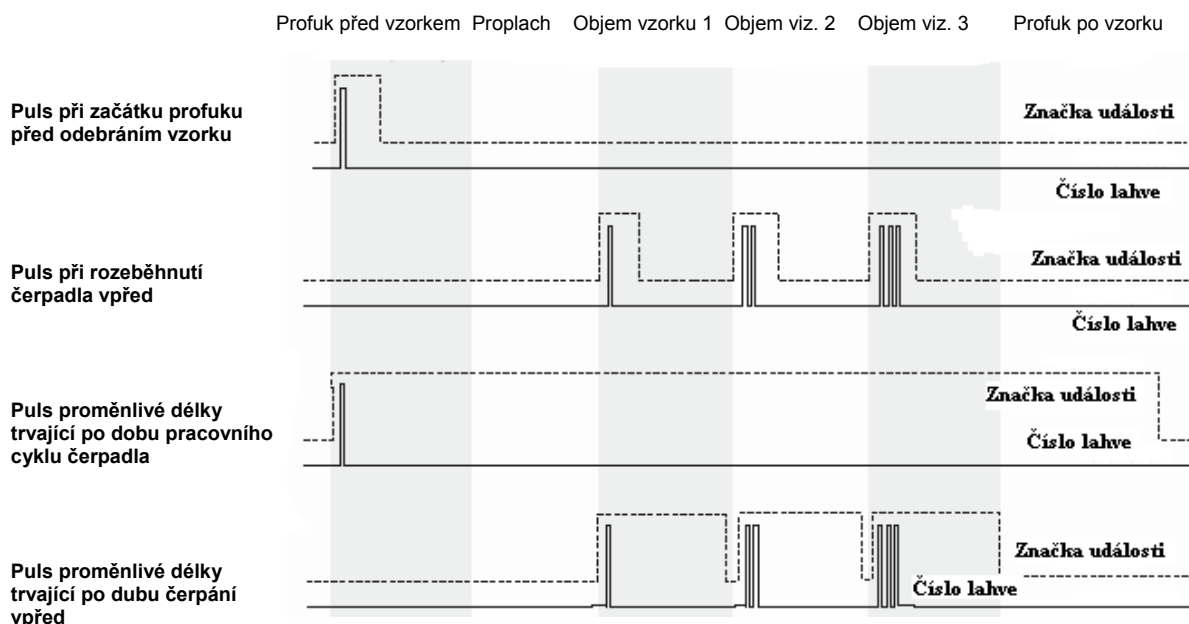 Profuk před vzorkem Proplach Objem vzorku 1 Objem viz. 2 Objem viz. 3 Profuk po vzorku
Puls při začátku profuku
před odebráním vzorku
Značka události
Číslo lahve
Puls při rozeběhnutí
čerpadla vpřed
Značka události
Číslo lahve
Puls proměnlivé délky
trvající po dobu pracovního
cyklu čerpadla
Značka události
Číslo lahve
Puls proměnlivé délky
trvající po dubu čerpání
vpřed
Značka události
Číslo lahve